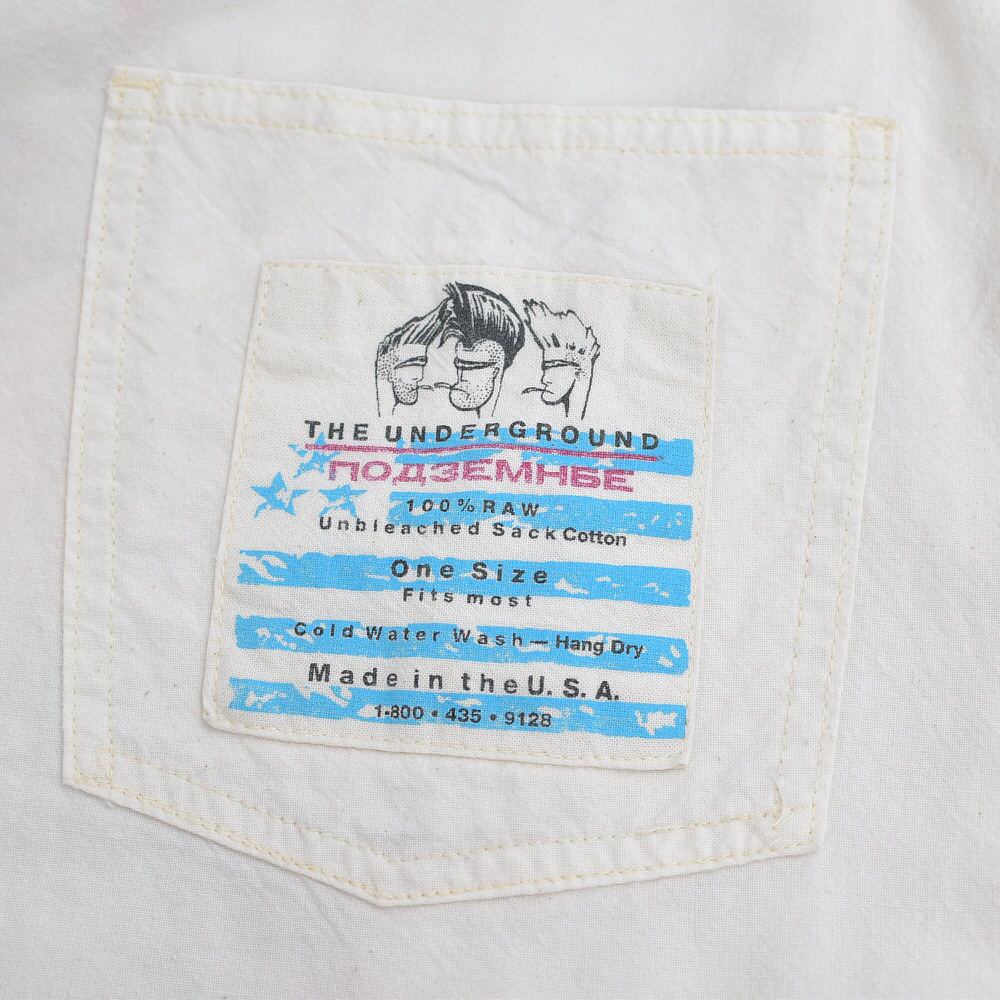 THE UNDERGROUND
ПОДЗЕМНБЕ
100% RAW
Unbleached Sack Cotton
One Size
Fits most
Cold Water Wash — Hang Dry
Made in the U.S.A.
1-800 • 435 • 9128